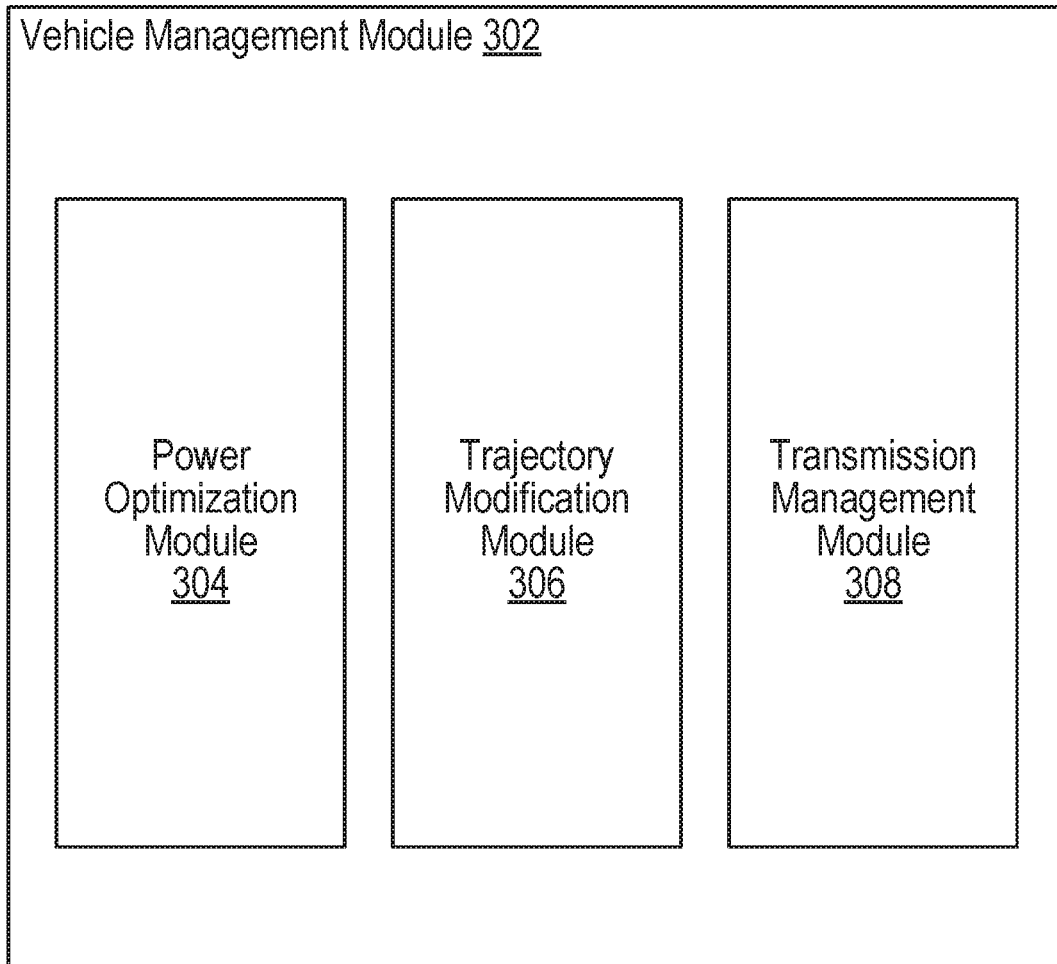 Vehicle Management Module 302
Power
Optimization
Module
304
Trajectory
Modification
Module
306
Transmission
Management
Module
308